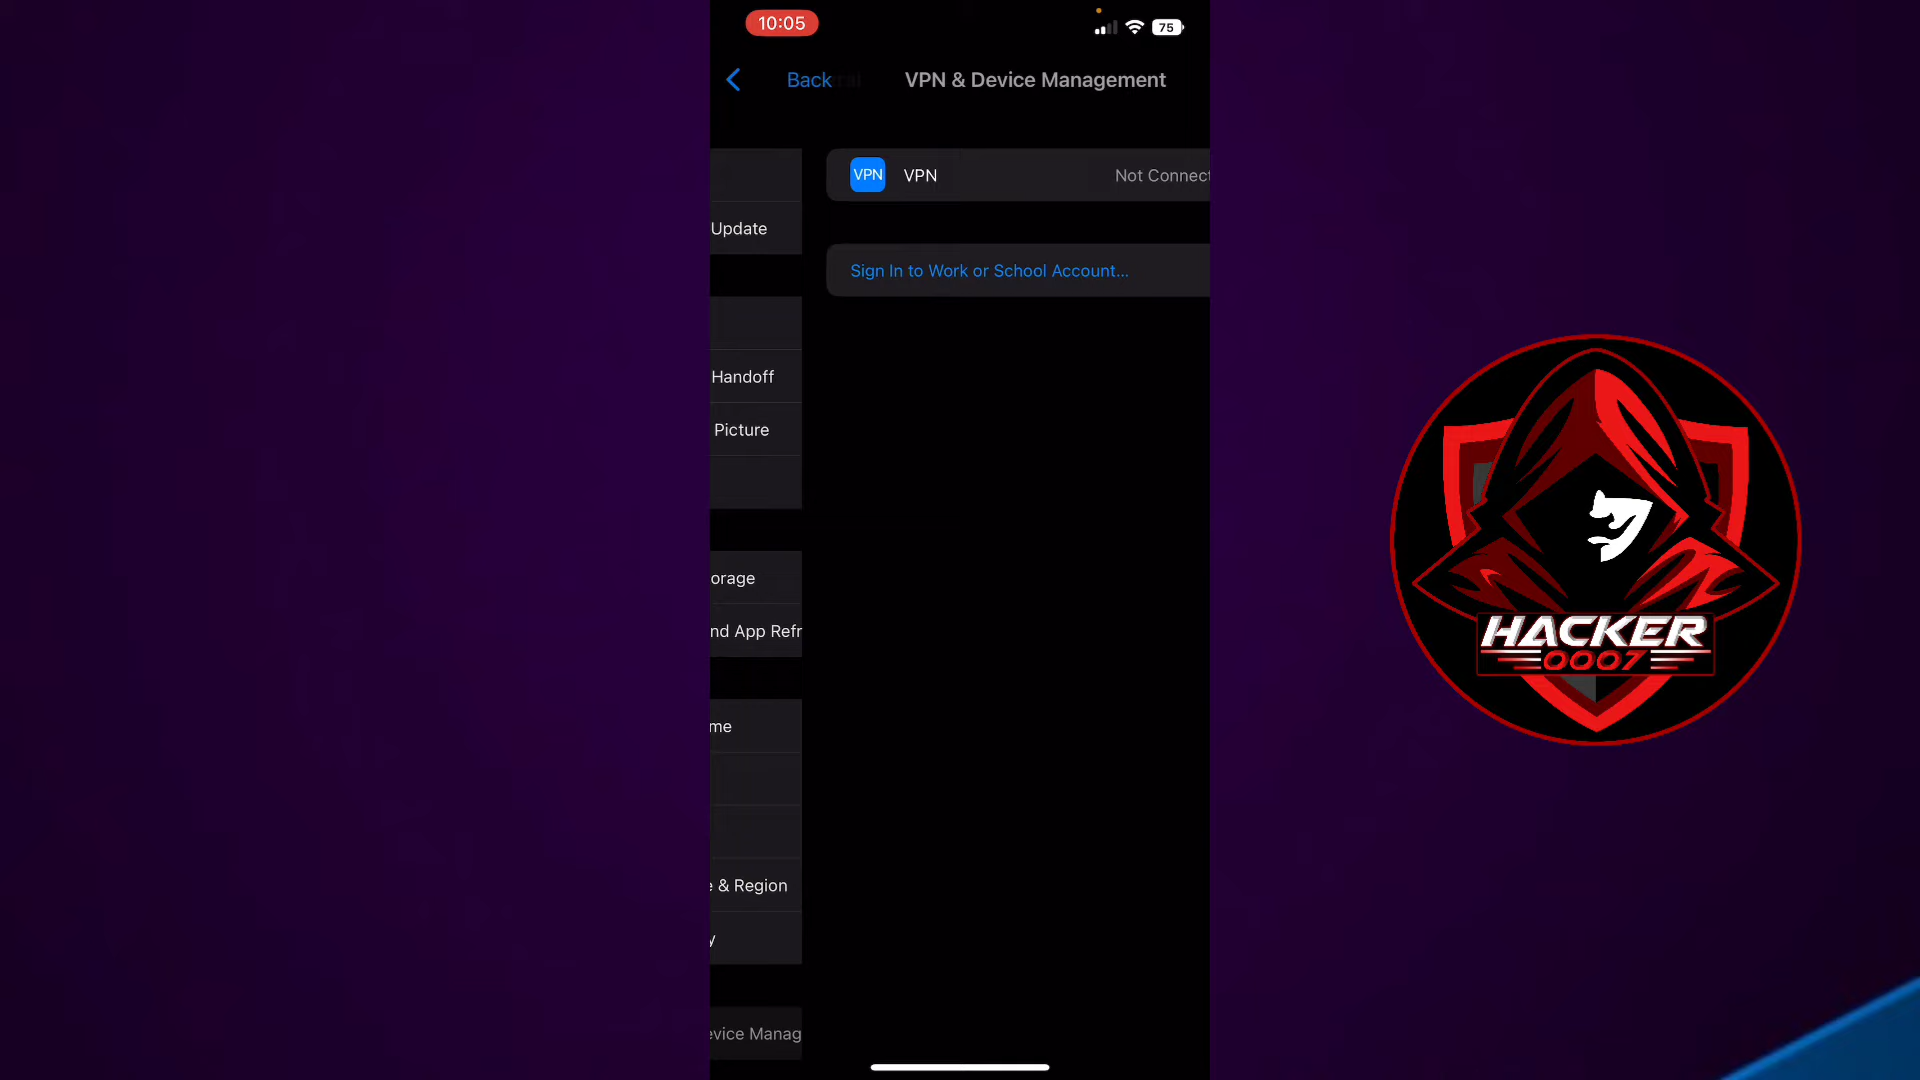 10:05
75
Back
VPN & Device Management
VPN
VPN
Not Connect
Update
Sign In to Work or School Account...
Handoff
Picture
orage
nd App Refr
me
& Region
y
evice Manag
HACKER
0007